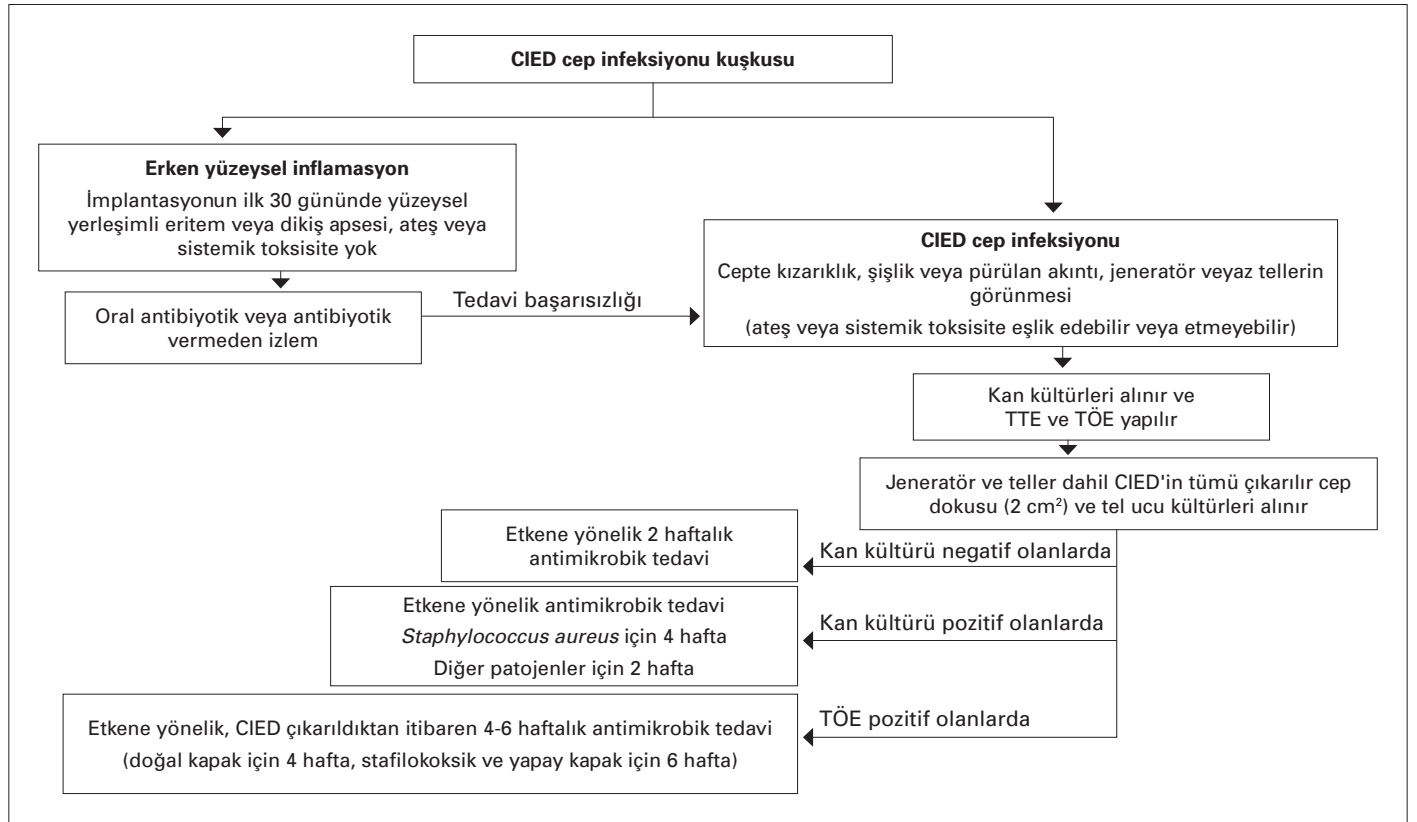 CIED cep infeksiyonu kuşkusu
Erken yüzeysel inflamasyon
İmplantasyonun ilk 30 gününde yüzeysel
yerleşimli eritem veya dikiş apsesi, ateş veya
sistemik toksisite yok
Oral antibiyotik veya antibiyotik
vermeden izlem
Tedavi başarısızlığı
CIED cep infeksiyonu
Cepte kızarıklık, şişlik veya pürülan akıntı, jeneratör veyaz tellerin
görünmesi
(ateş veya sistemik toksisite eşlik edebilir veya etmeyebilir)
Kan kültürleri alınır ve
TTE ve TÖE yapılır
Jeneratör ve teller dahil CIED'in tümü çıkarılır cep
dokusu (2 cm²) ve tel ucu kültürleri alınır
Kan kültürü negatif olanlarda
Etkene yönelik 2 haftalık
antimikrobik tedavi
Kan kültürü pozitif olanlarda
Etkene yönelik antimikrobik tedavi
Staphylococcus aureus için 4 hafta
Diğer patojenler için 2 hafta
TÖE pozitif olanlarda
Etkene yönelik, CIED çıkarıldıktan itibaren 4-6 haftalık antimikrobik tedavi
(doğal kapak için 4 hafta, stafilokoksik ve yapay kapak için 6 hafta)